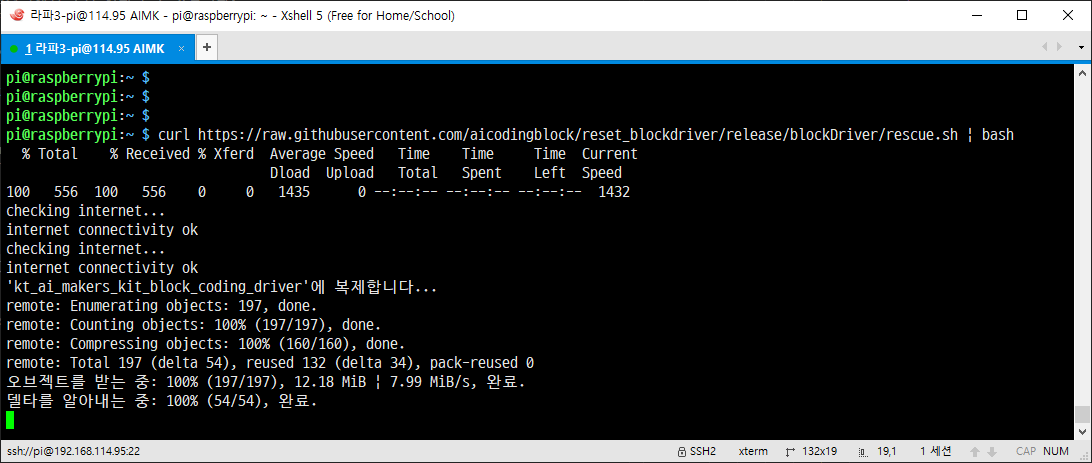 라파3-pi@114.95 AIMK - pi@raspberrypi: ~ - Xshell 5 (Free for Home/School)
1 라파3-pi@114.95 AIMK × +
pi@raspberrypi:~ $
pi@raspberrypi:~ $
pi@raspberrypi:~ $
pi@raspberrypi:~ $ curl https://raw.githubusercontent.com/aicodingblock/reset_blockdriver/release/blockDriver/rescue.sh | bash
  % Total    % Received % Xferd  Average Speed   Time    Time     Time  Current
                                 Dload  Upload   Total   Spent    Left  Speed
100   556  100   556    0     0   1435      0 --:--:-- --:--:-- --:--:--  1432
checking internet...
internet connectivity ok
checking internet...
internet connectivity ok
'kt_ai_makers_kit_block_coding_driver'에 복제합니다...
remote: Enumerating objects: 197, done.
remote: Counting objects: 100% (197/197), done.
remote: Compressing objects: 100% (160/160), done.
remote: Total 197 (delta 54), reused 132 (delta 34), pack-reused 0
오브젝트를 받는 중: 100% (197/197), 12.18 MiB | 7.99 MiB/s, 완료.
델타를 알아내는 중: 100% (54/54), 완료.
ssh://pi@192.168.114.95:22 SSH2 xterm 132x19 19,1 1 세션 CAP NUM